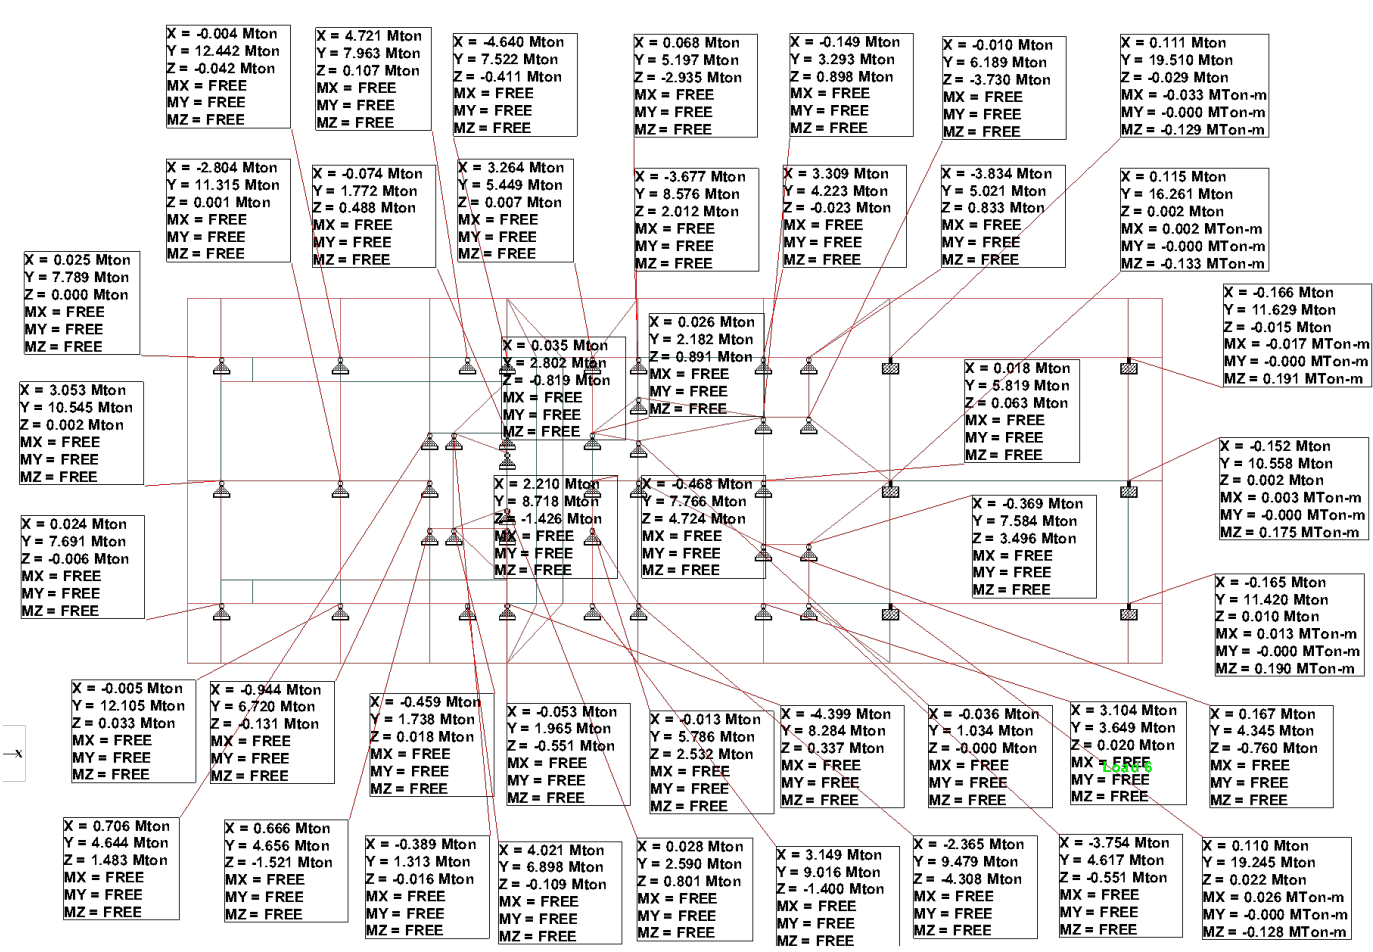 X = -0.004 Mton
Y = 12.442 Mton
Z = -0.042 Mton
MX = FREE
MY = FREE
MZ = FREE
X = 4.721 Mton
Y = 7.963 Mton
Z = 0.107 Mton
MX = FREE
MY = FREE
MZ = FREE
X = -4.640 Mton
Y = 7.522 Mton
Z = -0.411 Mton
MX = FREE
MY = FREE
MZ = FREE
X = 0.068 Mton
Y = 5.197 Mton
Z = -2.935 Mton
MX = FREE
MY = FREE
MZ = FREE
X = -0.149 Mton
Y = 3.293 Mton
Z = 0.898 Mton
MX = FREE
MY = FREE
MZ = FREE
X = -0.010 Mton
Y = 6.189 Mton
Z = -3.730 Mton
MX = FREE
MY = FREE
MZ = FREE
X = 0.111 Mton
Y = 19.510 Mton
Z = -0.029 Mton
MX = -0.033 MTon-m
MY = -0.000 MTon-m
MZ = -0.129 MTon-m
X = -2.804 Mton
Y = 11.315 Mton
Z = 0.001 Mton
MX = FREE
MY = FREE
MZ = FREE
X = -0.074 Mton
Y = 1.772 Mton
Z = 0.488 Mton
MX = FREE
MY = FREE
MZ = FREE
X = 3.264 Mton
Y = 5.449 Mton
Z = 0.007 Mton
MX = FREE
MY = FREE
MZ = FREE
X = -3.677 Mton
Y = 8.576 Mton
Z = 2.012 Mton
MX = FREE
MY = FREE
MZ = FREE
X = 3.309 Mton
Y = 4.223 Mton
Z = -0.023 Mton
MX = FREE
MY = FREE
MZ = FREE
X = -3.834 Mton
Y = 5.021 Mton
Z = 0.833 Mton
MX = FREE
MY = FREE
MZ = FREE
X = 0.115 Mton
Y = 16.261 Mton
Z = 0.002 Mton
MX = 0.002 MTon-m
MY = -0.000 MTon-m
MZ = -0.133 MTon-m
X = 0.025 Mton
Y = 7.789 Mton
Z = 0.000 Mton
MX = FREE
MY = FREE
MZ = FREE
X = -0.166 Mton
Y = 11.629 Mton
Z = -0.015 Mton
MX = -0.017 MTon-m
MY = -0.000 MTon-m
MZ = 0.191 MTon-m
X = 0.035 Mton
Y = 2.802 Mton
Z = -0.819 Mton
MX = FREE
MY = FREE
MZ = FREE
X = 0.026 Mton
Y = 2.182 Mton
Z = 0.891 Mton
MX = FREE
MY = FREE
MZ = FREE
X = 0.018 Mton
Y = 5.819 Mton
Z = 0.063 Mton
MX = FREE
MY = FREE
MZ = FREE
X = 3.053 Mton
Y = 10.545 Mton
Z = 0.002 Mton
MX = FREE
MY = FREE
MZ = FREE
X = -0.152 Mton
Y = 10.558 Mton
Z = 0.002 Mton
MX = 0.003 MTon-m
MY = -0.000 MTon-m
MZ = 0.175 MTon-m
X = 2.210 Mton
Y = 8.718 Mton
Z = -1.426 Mton
MX = FREE
MY = FREE
MZ = FREE
X = -0.468 Mton
Y = 7.766 Mton
Z = 4.724 Mton
MX = FREE
MY = FREE
MZ = FREE
X = -0.369 Mton
Y = 7.584 Mton
Z = 3.496 Mton
MX = FREE
MY = FREE
MZ = FREE
X = 0.024 Mton
Y = 7.691 Mton
Z = -0.006 Mton
MX = FREE
MY = FREE
MZ = FREE
X = -0.165 Mton
Y = 11.420 Mton
Z = 0.010 Mton
MX = 0.013 MTon-m
MY = -0.000 MTon-m
MZ = 0.190 MTon-m
X = -0.005 Mton
Y = 12.105 Mton
Z = 0.033 Mton
MX = FREE
MY = FREE
MZ = FREE
X = -0.944 Mton
Y = 6.720 Mton
Z = -0.131 Mton
MX = FREE
MY = FREE
MZ = FREE
X = -0.459 Mton
Y = 1.738 Mton
Z = 0.018 Mton
MX = FREE
MY = FREE
MZ = FREE
X = -0.053 Mton
Y = 1.965 Mton
Z = -0.551 Mton
MX = FREE
MY = FREE
MZ = FREE
X = -0.013 Mton
Y = 5.786 Mton
Z = 2.532 Mton
MX = FREE
MY = FREE
MZ = FREE
X = -4.399 Mton
Y = 8.284 Mton
Z = 0.337 Mton
MX = FREE
MY = FREE
MZ = FREE
X = -0.036 Mton
Y = 1.034 Mton
Z = -0.000 Mton
MX = FREE
MY = FREE
MZ = FREE
X = 3.104 Mton
Y = 3.649 Mton
Z = 0.020 Mton
MX = FREE
Load 6
MY = FREE
MZ = FREE
X = 0.167 Mton
Y = 4.345 Mton
Z = -0.760 Mton
MX = FREE
MY = FREE
MZ = FREE
X
X = 0.706 Mton
Y = 4.644 Mton
Z = 1.483 Mton
MX = FREE
MY = FREE
MZ = FREE
X = 0.666 Mton
Y = 4.656 Mton
Z = -1.521 Mton
MX = FREE
MY = FREE
MZ = FREE
X = -0.389 Mton
Y = 1.313 Mton
Z = -0.016 Mton
MX = FREE
MY = FREE
MZ = FREE
X = 4.021 Mton
Y = 6.898 Mton
Z = -0.109 Mton
MX = FREE
MY = FREE
MZ = FREE
X = 0.028 Mton
Y = 2.590 Mton
Z = 0.801 Mton
MX = FREE
MY = FREE
MZ = FREE
X = 3.149 Mton
Y = 9.016 Mton
Z = -1.400 Mton
MX = FREE
MY = FREE
MZ = FREE
X = -2.365 Mton
Y = 9.479 Mton
Z = -4.308 Mton
MX = FREE
MY = FREE
MZ = FREE
X = -3.754 Mton
Y = 4.617 Mton
Z = -0.551 Mton
MX = FREE
MY = FREE
MZ = FREE
X = 0.110 Mton
Y = 19.245 Mton
Z = 0.022 Mton
MX = 0.026 MTon-m
MY = -0.000 MTon-m
MZ = -0.128 MTon-m